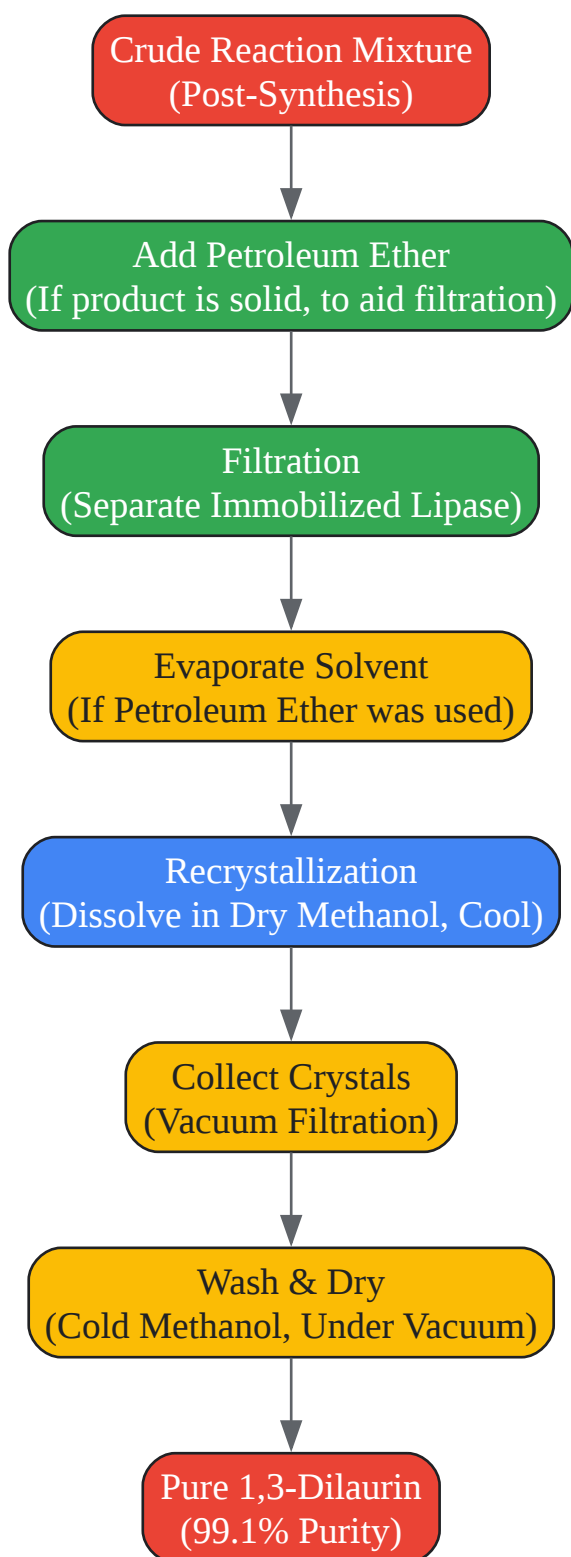 Crude Reaction Mixture
(Post-Synthesis)
Add Petroleum Ether
(If product is solid, to aid filtration)
Filtration
(Separate Immobilized Lipase)
Evaporate Solvent
(If Petroleum Ether was used)
Recrystallization
(Dissolve in Dry Methanol, Cool)
Collect Crystals
(Vacuum Filtration)
Wash & Dry
(Cold Methanol, Under Vacuum)
Pure 1,3-Dilaurin
(99.1% Purity)